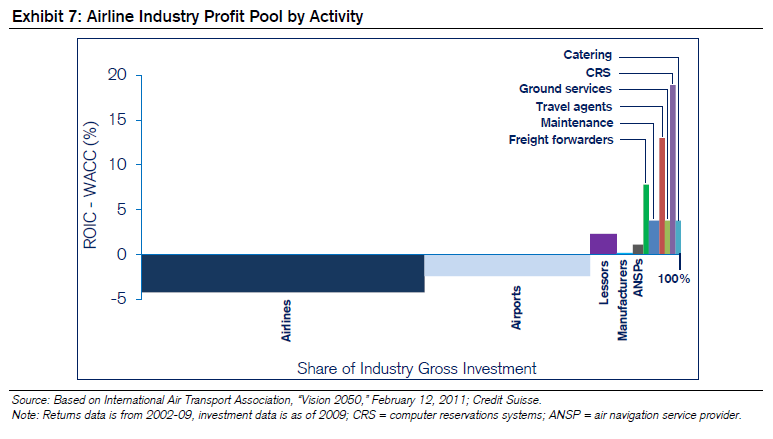 Exhibit 7: Airline Industry Profit Pool by Activity
Catering
CRS
Ground services
Travel agents
Maintenance
Freight forwarders
20
15
10
5
0
-5
ROIC - WACC (%)
Airlines
Airports
Lessors
Manufacturers
ANSPs
100%
Share of Industry Gross Investment
Source: Based on International Air Transport Association, "Vision 2050," February 12, 2011; Credit Suisse.
Note: Returns data is from 2002-09, investment data is as of 2009; CRS = computer reservations systems; ANSP = air navigation service provider.